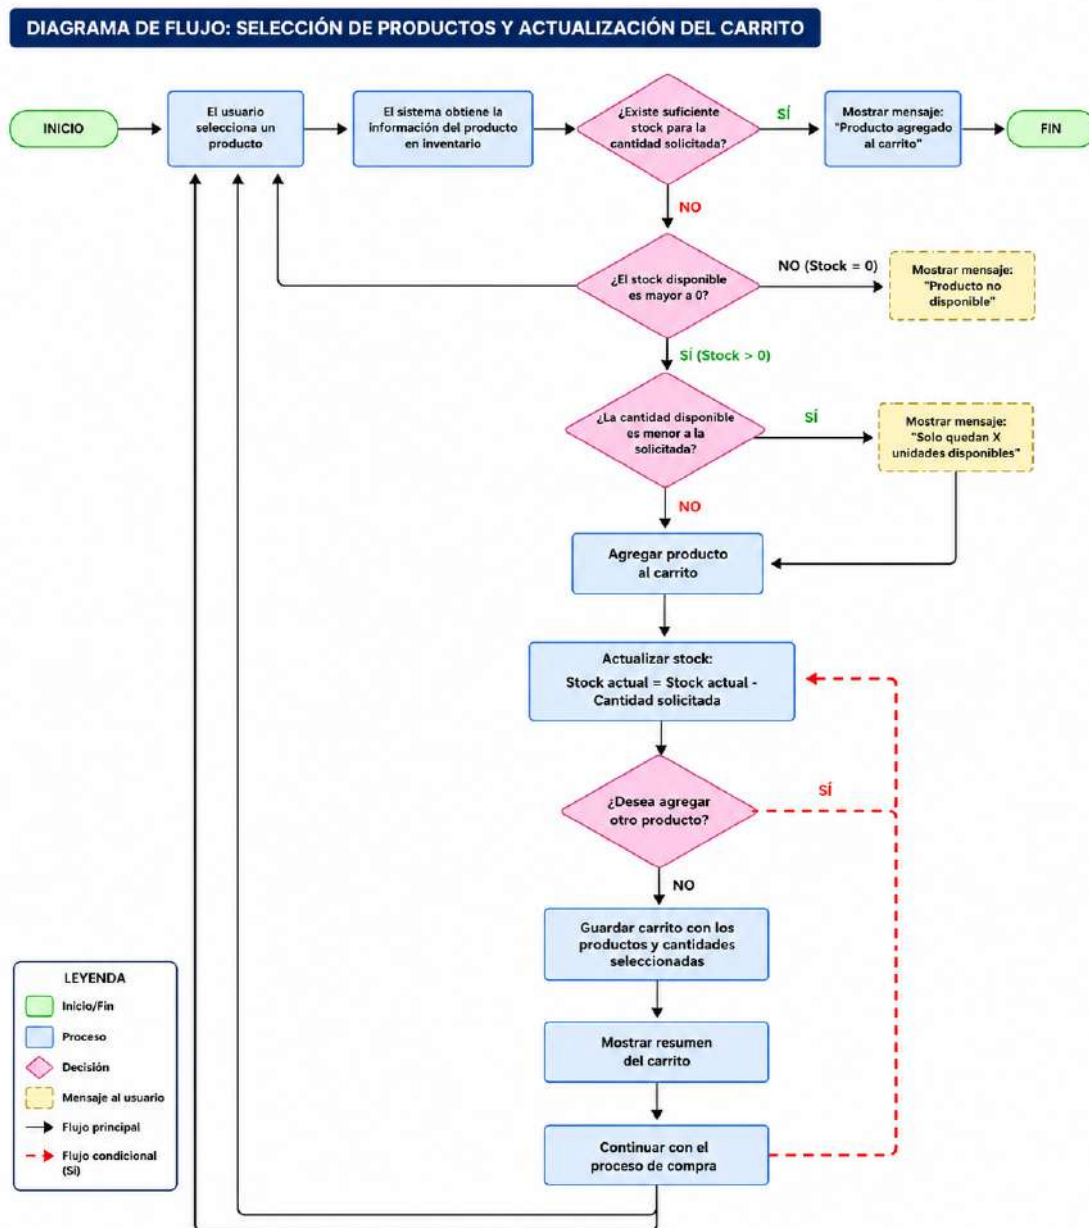 DIAGRAMA DE FLUJO: SELECCIÓN DE PRODUCTOS Y ACTUALIZACIÓN DEL CARRITO
INICIO
El usuario
selecciona un
producto
El sistema obtiene la
información del producto
en inventario
¿Existe suficiente
stock para la
cantidad solicitada?
SÍ
Mostrar mensaje:
"Producto agregado
al carrito"
FIN
NO
¿El stock disponible
es mayor a 0?
NO (Stock = 0)
Mostrar mensaje:
"Producto no
disponible"
SÍ (Stock > 0)
¿La cantidad disponible
es menor a la
solicitada?
SÍ
Mostrar mensaje:
"Solo quedan X
unidades disponibles"
NO
Agregar producto
al carrito
Actualizar stock:
Stock actual = Stock actual -
Cantidad solicitada
¿Desea agregar
otro producto?
SÍ
NO
Guardar carrito con los
productos y cantidades
seleccionadas
Mostrar resumen
del carrito
Continuar con el
proceso de compra
LEYENDA
Inicio/Fin
Proceso
Decisión
Mensaje al usuario
Flujo principal
Flujo condicional
(Sí)